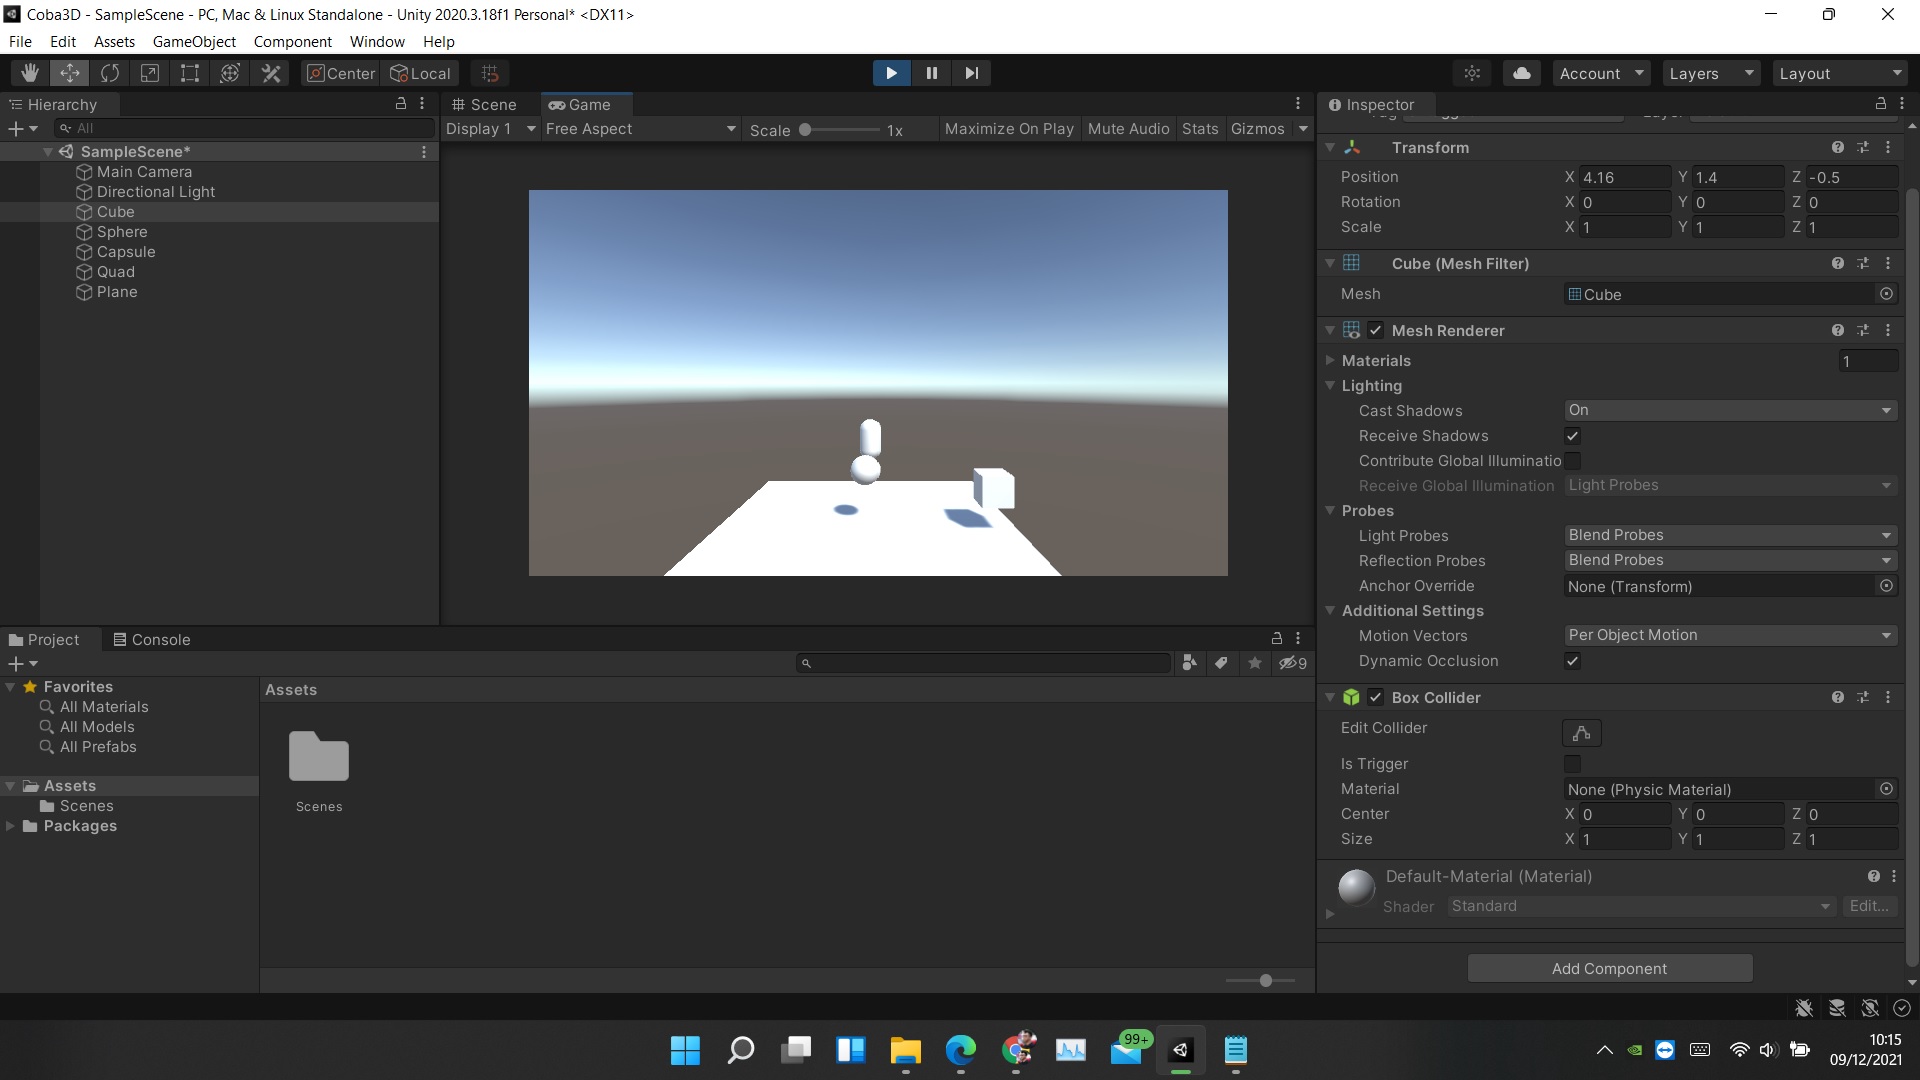 Coba3D - SampleScene - PC, Mac & Linux Standalone - Unity 2020.3.18f1 Personal* <DX11>
File Edit Assets GameObject Component Window Help
Center Local Account Layers Layout
Hierarchy
All
SampleScene*
Main Camera
Directional Light
Cube
Sphere
Capsule
Quad
Plane
Scene Game
Display 1 Free Aspect Scale 1x Maximize On Play Mute Audio Stats Gizmos
Inspector
Transform
Position X 4.16 Y 1.4 Z -0.5
Rotation X 0 Y 0 Z 0
Scale X 1 Y 1 Z 1
Cube (Mesh Filter)
Mesh Cube
Mesh Renderer
Materials 1
Lighting
Cast Shadows On
Receive Shadows
Contribute Global Illuminatio
Receive Global Illumination Light Probes
Probes
Light Probes Blend Probes
Reflection Probes Blend Probes
Anchor Override None (Transform)
Additional Settings
Motion Vectors Per Object Motion
Dynamic Occlusion
Box Collider
Edit Collider
Is Trigger
Material None (Physic Material)
Center X 0 Y 0 Z 0
Size X 1 Y 1 Z 1
Default-Material (Material)
Shader Standard Edit...
Add Component
Project Console
9
Favorites
All Materials
All Models
All Prefabs
Assets
Scenes
Packages
Assets
Scenes
99+
10:15
09/12/2021